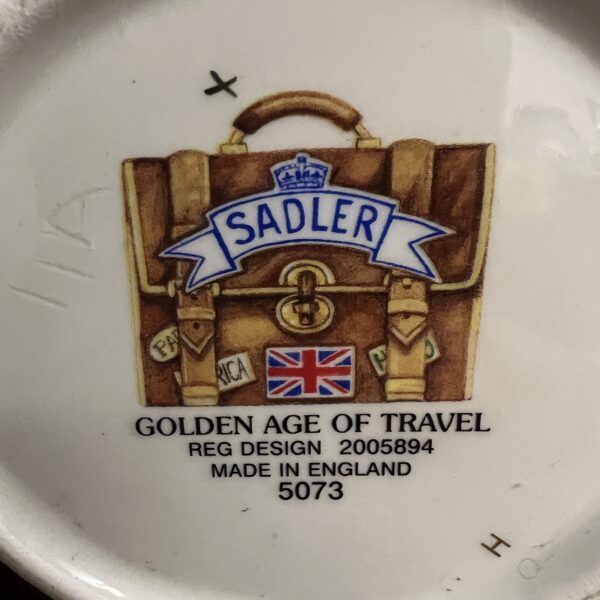 X
SADLER
GOLDEN AGE OF TRAVEL
REG DESIGN 2005894
MADE IN ENGLAND
5073
H